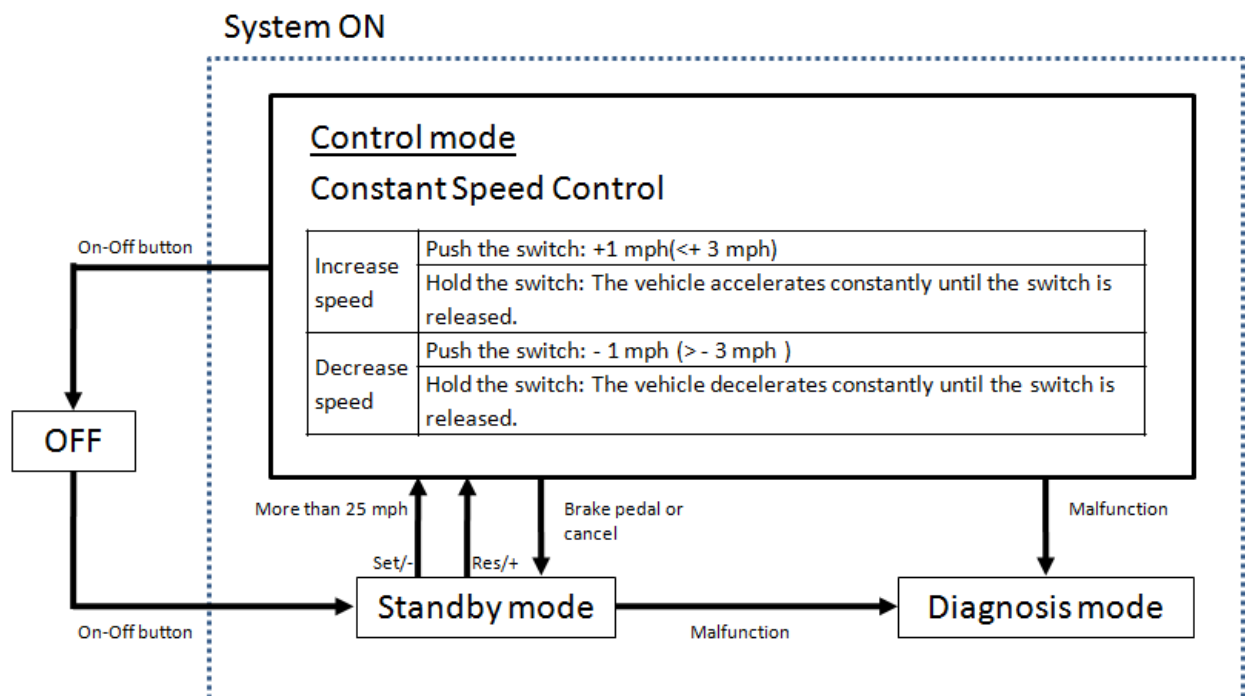 System ON
Control mode
Constant Speed Control
On-Off button
Increase
speed
Push the switch: +1 mph(<+ 3 mph)
Hold the switch: The vehicle accelerates constantly until the switch is
released.
Decrease
speed
Push the switch: - 1 mph (> - 3 mph )
Hold the switch: The vehicle decelerates constantly until the switch is
released.
OFF
More than 25 mph
Set/-
Res/+
Brake pedal or
cancel
Malfunction
Standby mode
Diagnosis mode
On-Off button
Malfunction